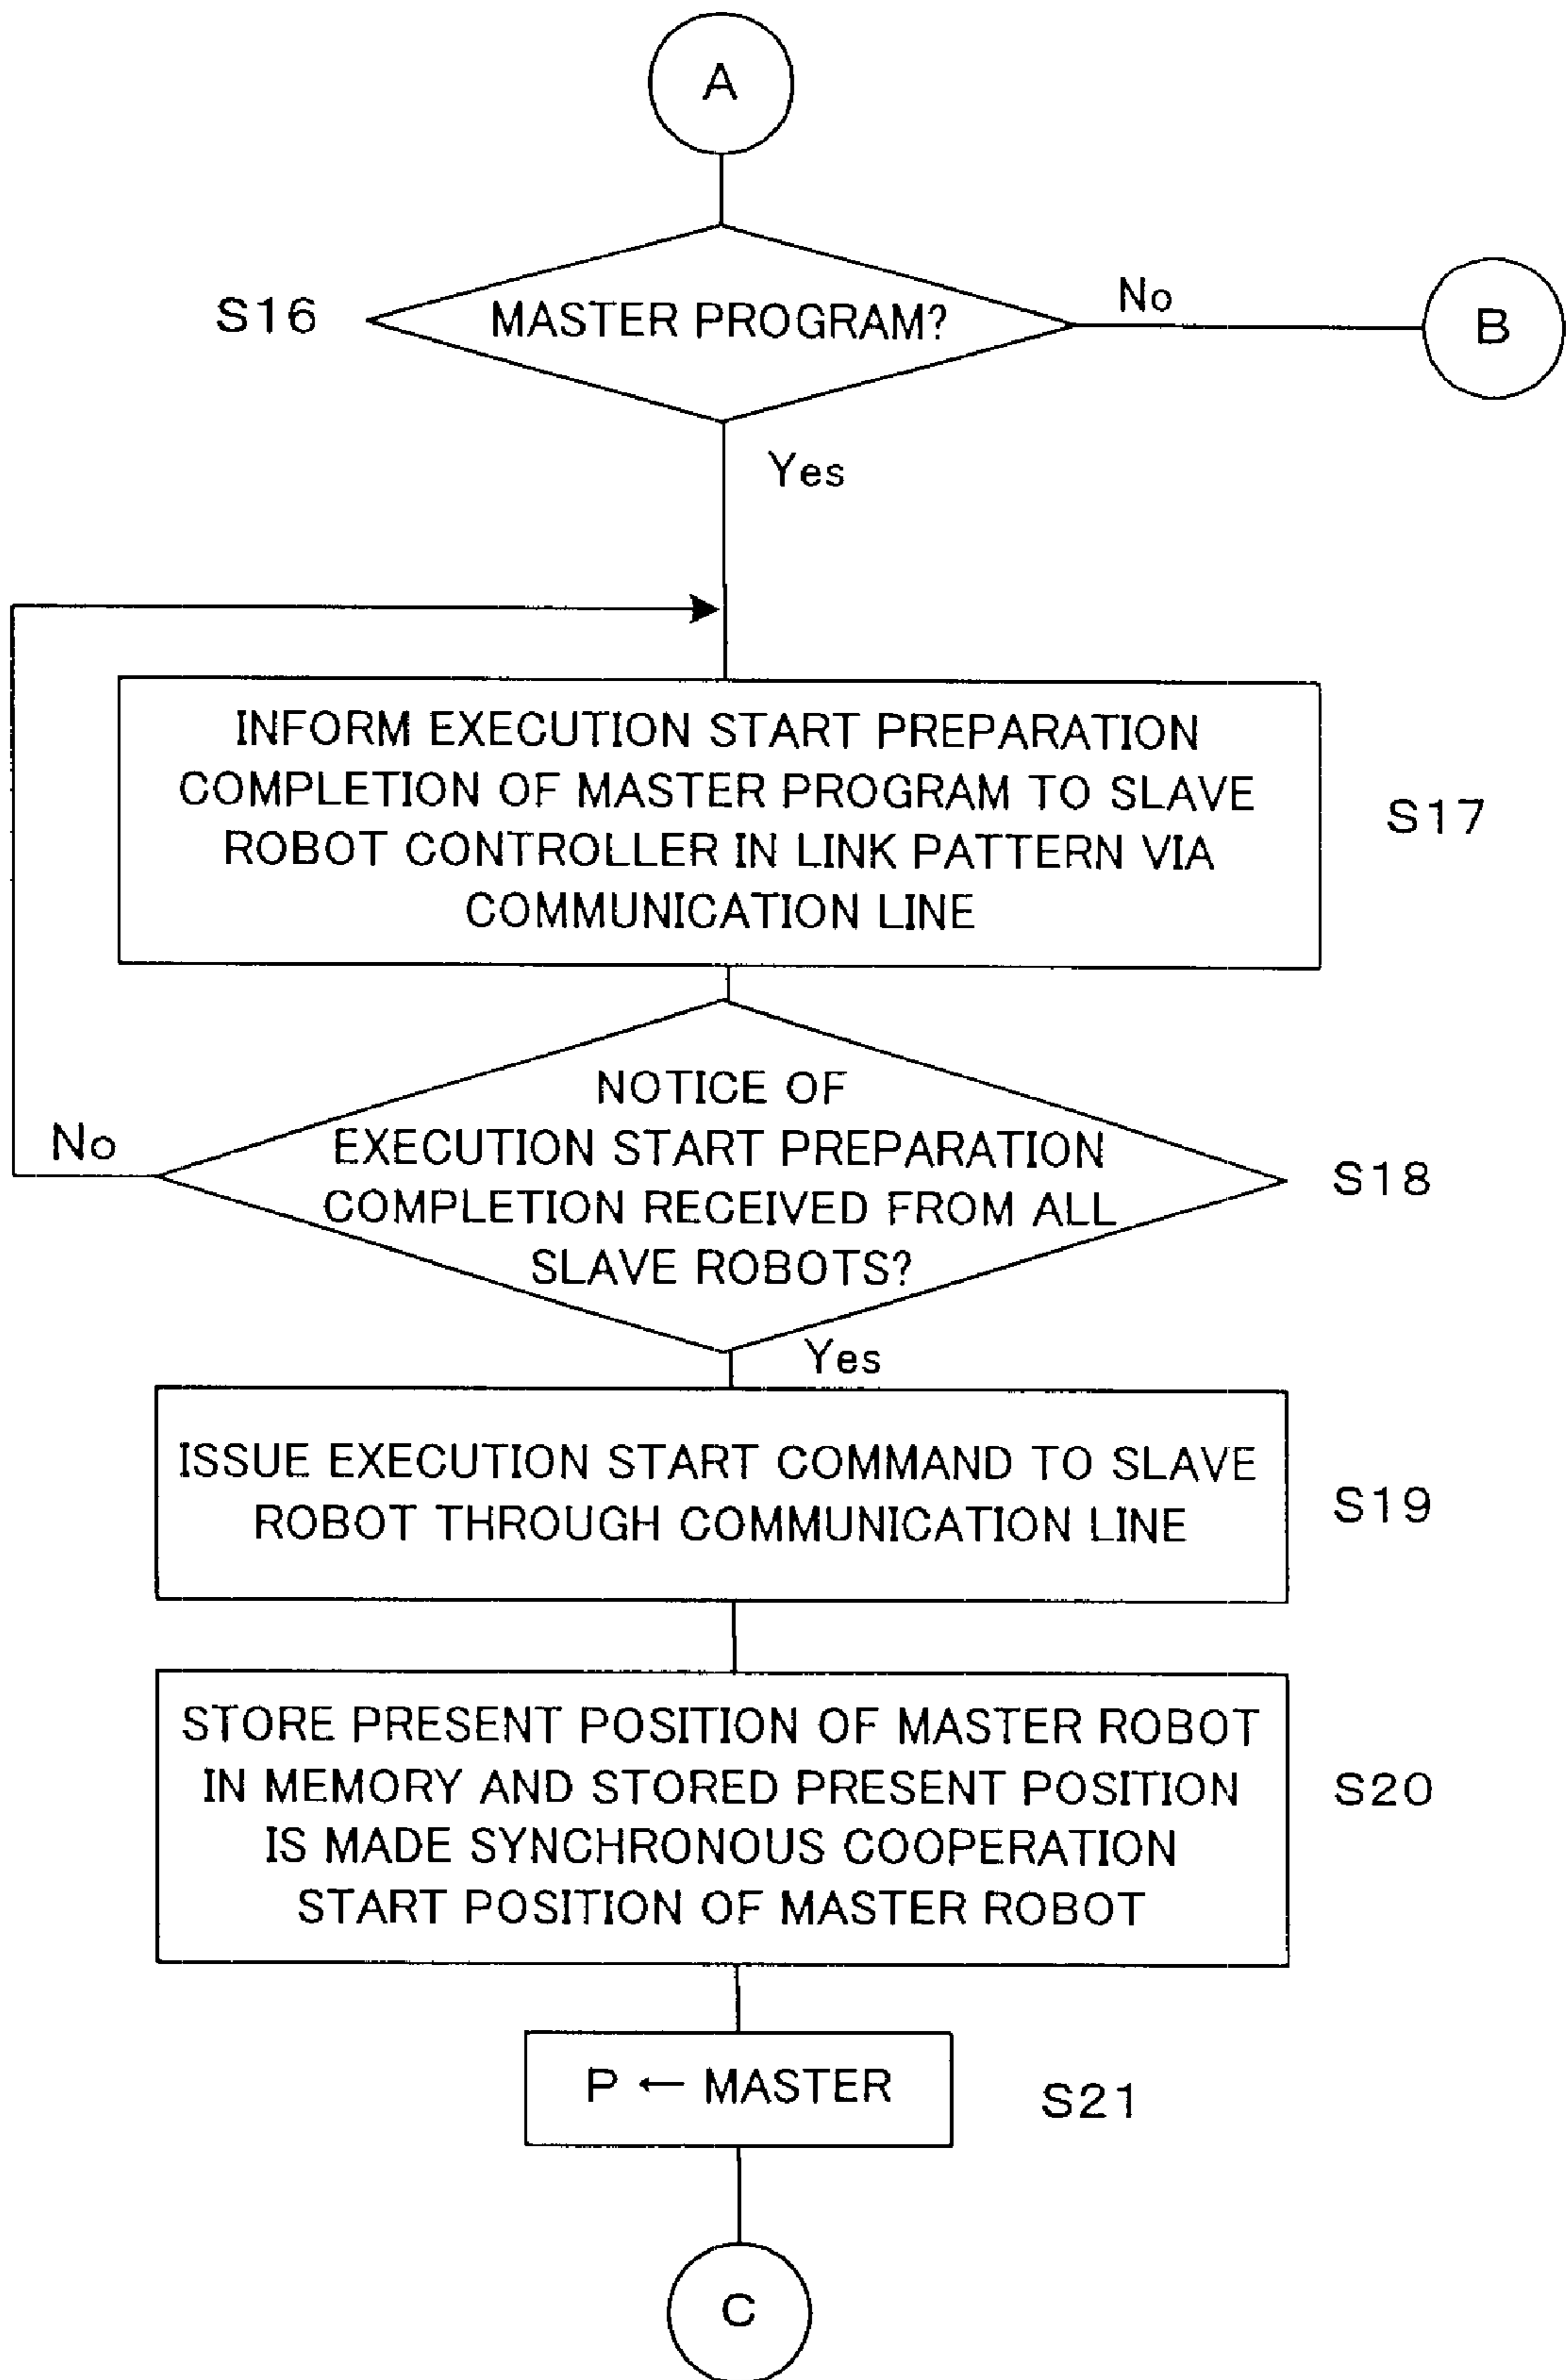 A
S16
MASTER PROGRAM?
No
B
Yes
INFORM EXECUTION START PREPARATION
COMPLETION OF MASTER PROGRAM TO SLAVE
ROBOT CONTROLLER IN LINK PATTERN VIA
COMMUNICATION LINE
S17
No
NOTICE OF
EXECUTION START PREPARATION
COMPLETION RECEIVED FROM ALL
SLAVE ROBOTS?
S18
Yes
ISSUE EXECUTION START COMMAND TO SLAVE
ROBOT THROUGH COMMUNICATION LINE
S19
STORE PRESENT POSITION OF MASTER ROBOT
IN MEMORY AND STORED PRESENT POSITION
IS MADE SYNCHRONOUS COOPERATION
START POSITION OF MASTER ROBOT
S20
P ← MASTER
S21
C